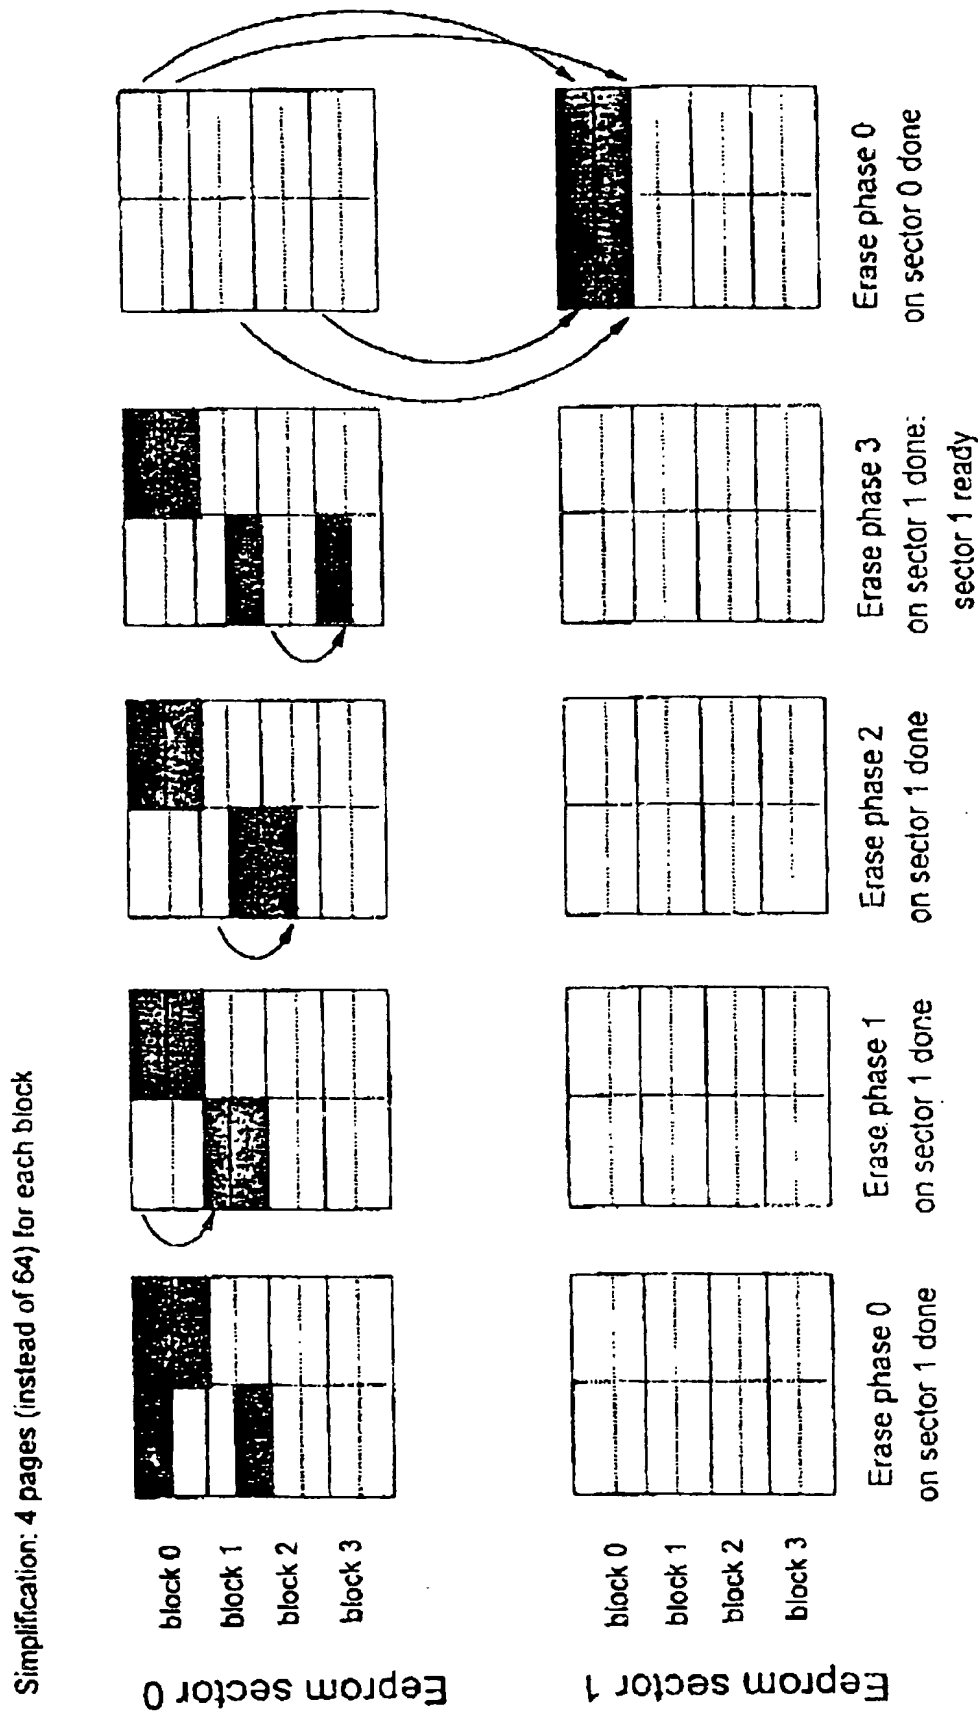 Simplification: 4 pages (instead of 64) for each block
Eeprom sector 0
block 0
block 1
block 2
block 3
Eeprom sector 1
block 0
block 1
block 2
block 3
Erase phase 0
on sector 1 done
Erase phase 1
on sector 1 done
Erase phase 2
on sector 1 done
Erase phase 3
on sector 1 done:
sector 1 ready
Erase phase 0
on sector 0 done